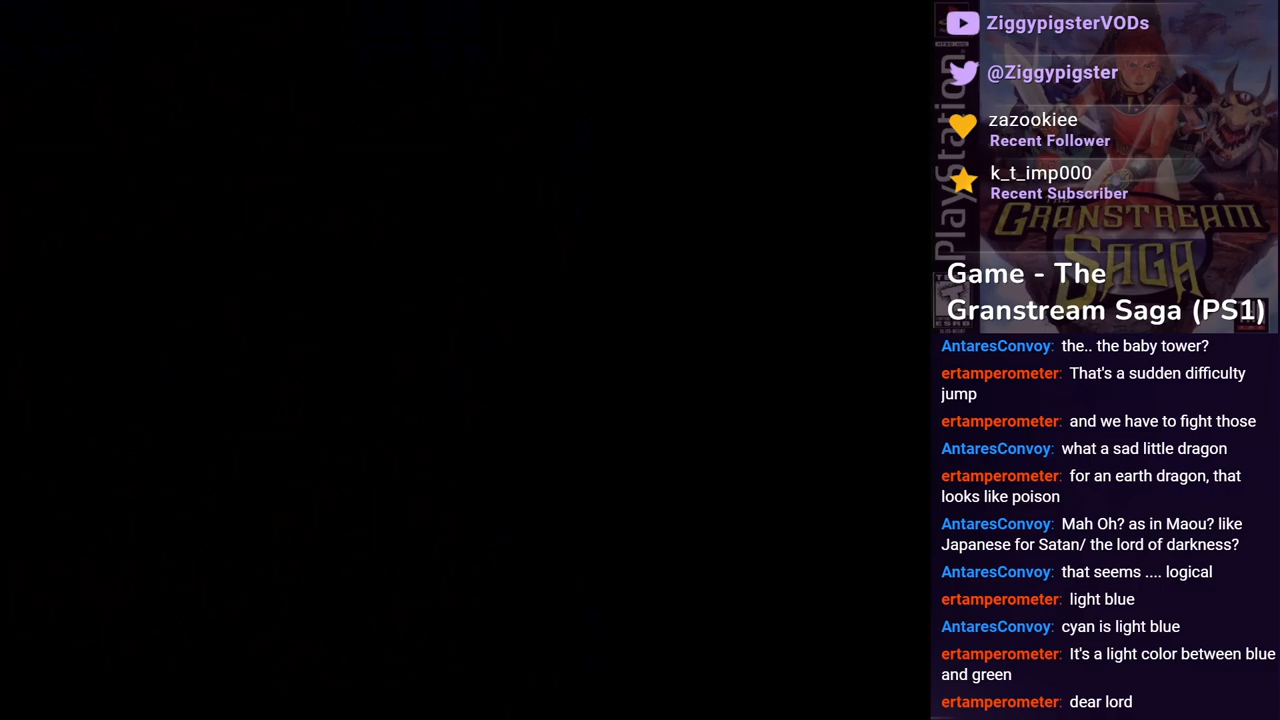 ZiggypigsterVODs
@Ziggypigster
zazookiee
Recent Follower
k_t_imp000
Recent Subscriber
PlayStation
GRANSTREAM
SAGA
Game - The
Granstream Saga (PS1)
AntaresConvoy: the.. the baby tower?
ertamperometer: That's a sudden difficulty
jump
ertamperometer: and we have to fight those
AntaresConvoy: what a sad little dragon
ertamperometer: for an earth dragon, that
looks like poison
AntaresConvoy: Mah Oh? as in Maou? like
Japanese for Satan/ the lord of darkness?
AntaresConvoy: that seems .... logical
ertamperometer: light blue
AntaresConvoy: cyan is light blue
ertamperometer: It's a light color between blue
and green
ertamperometer: dear lord